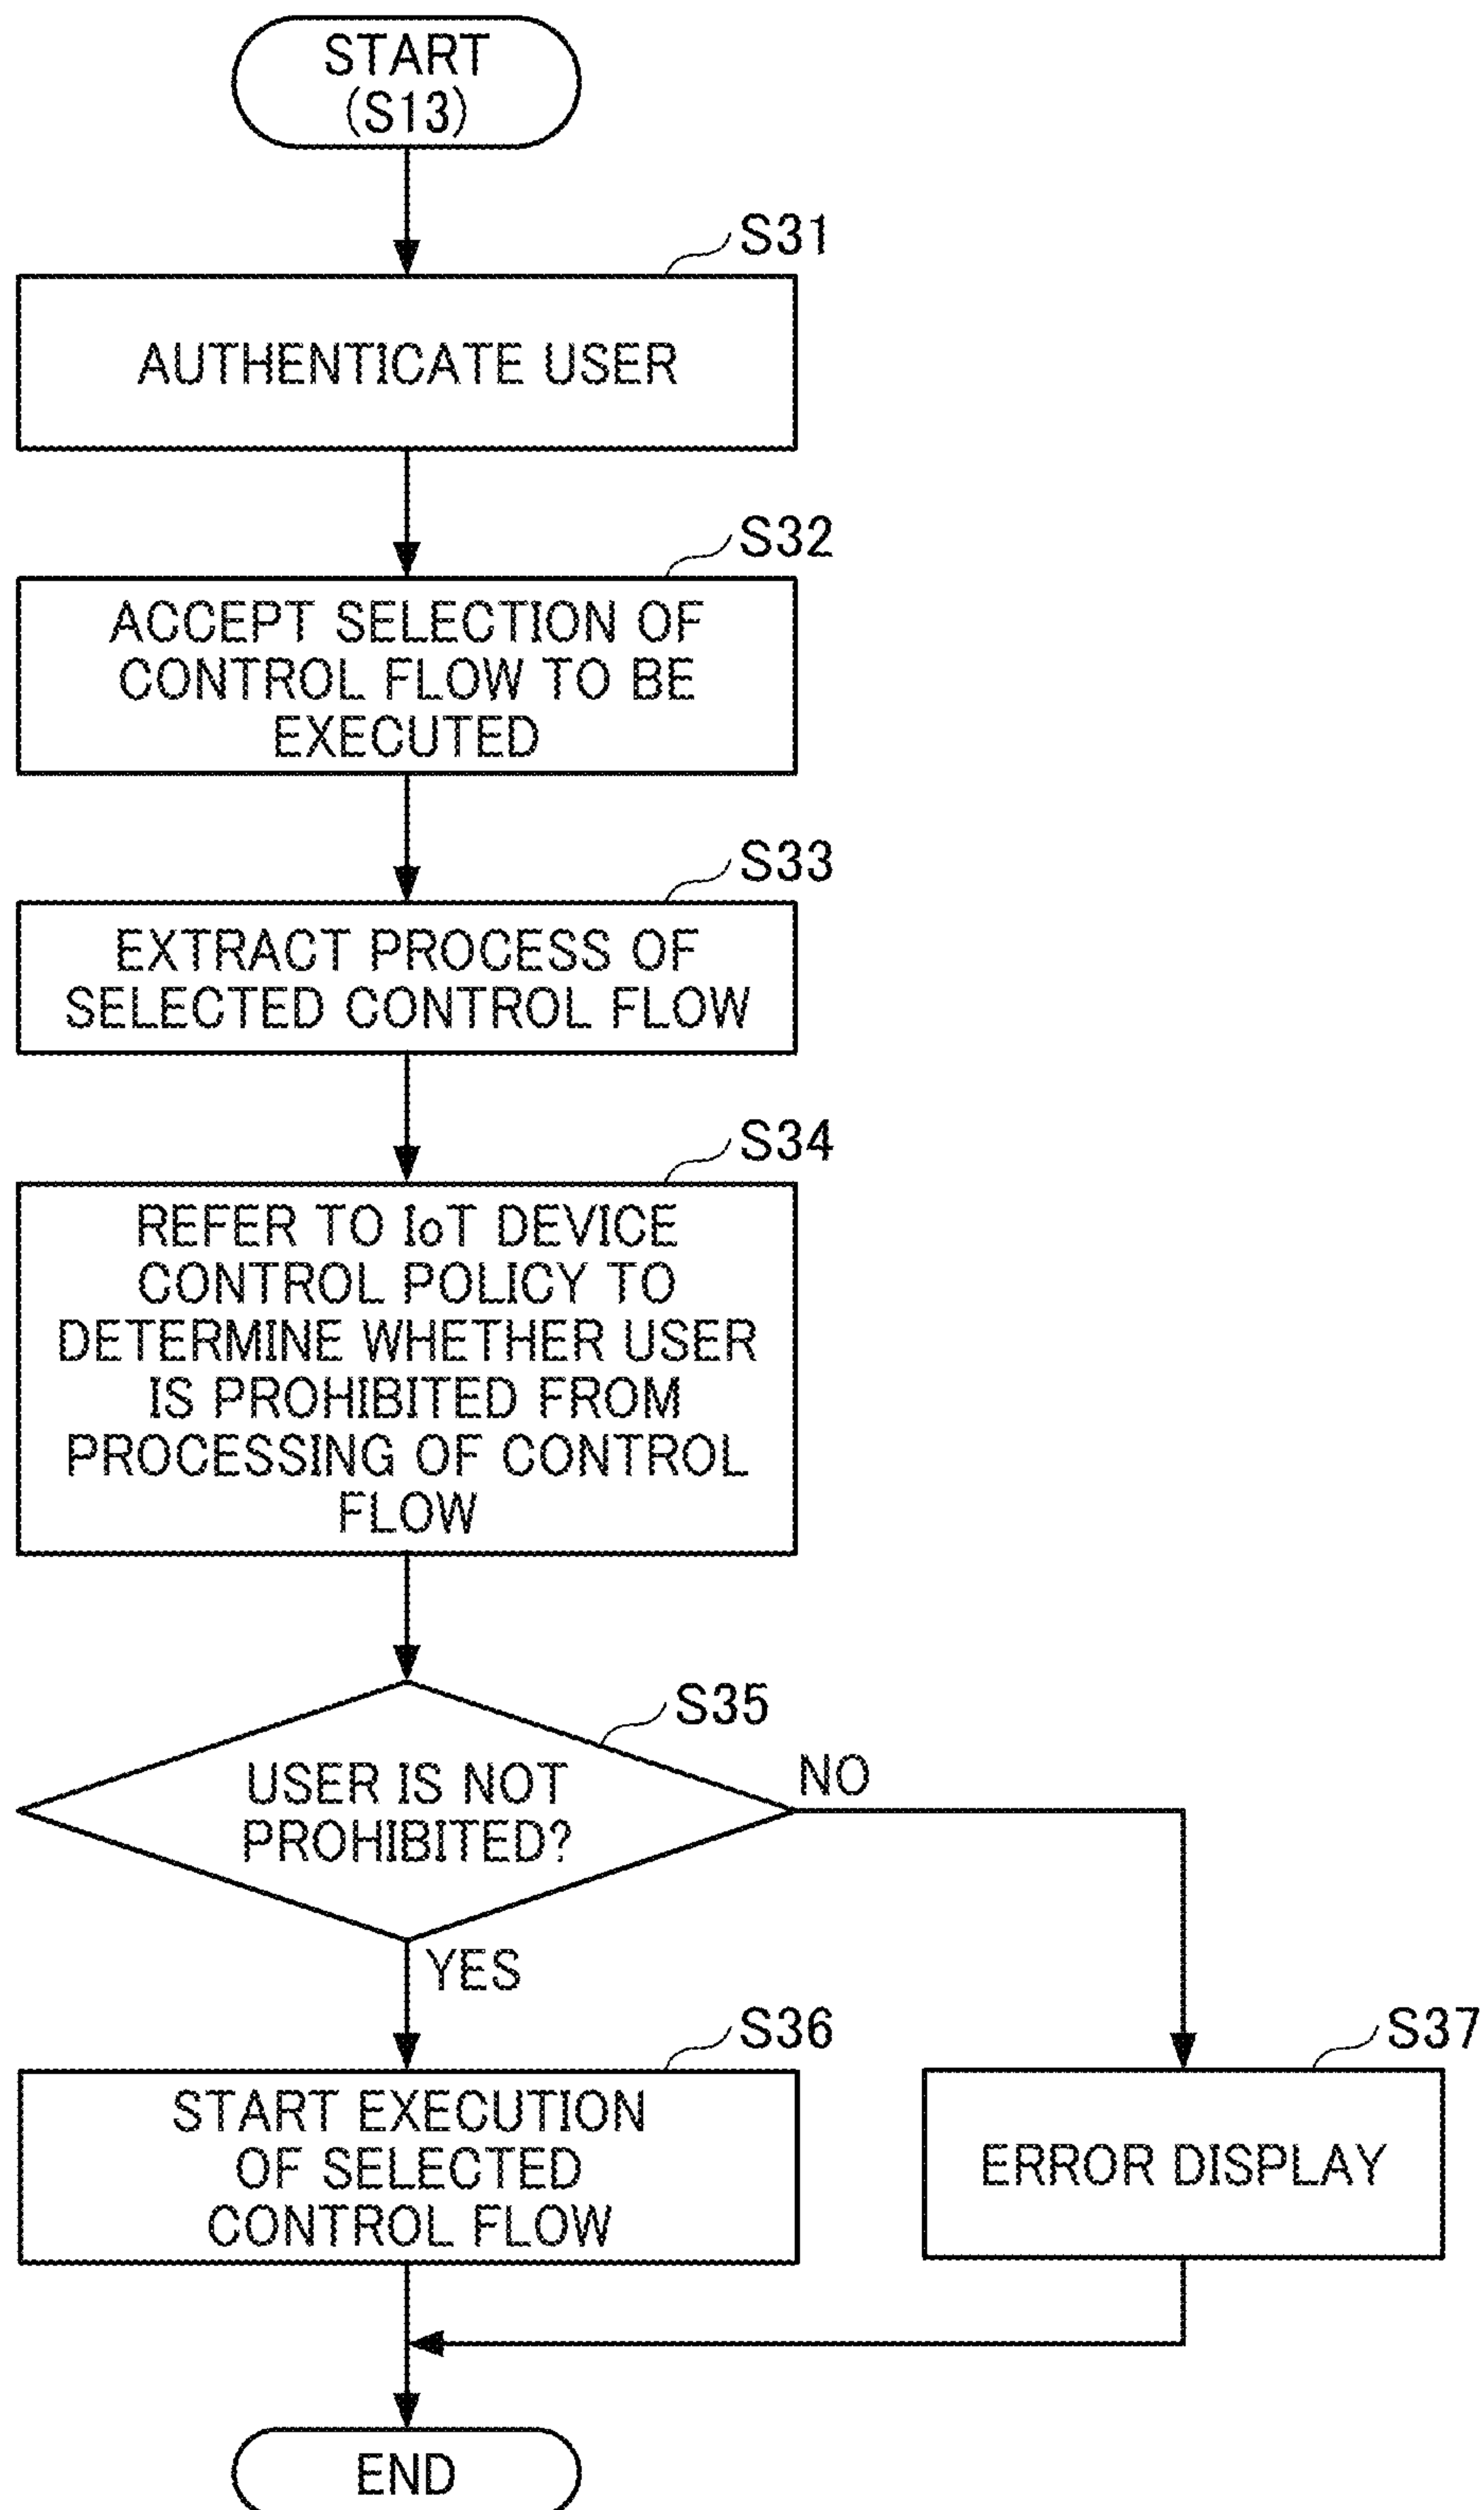 START
(S13)
S31
AUTHENTICATE USER
S32
ACCEPT SELECTION OF
CONTROL FLOW TO BE
EXECUTED
S33
EXTRACT PROCESS OF
SELECTED CONTROL FLOW
S34
REFER TO IoT DEVICE
CONTROL POLICY TO
DETERMINE WHETHER USER
IS PROHIBITED FROM
PROCESSING OF CONTROL
FLOW
S35
USER IS NOT
PROHIBITED?
NO
YES
S36
START EXECUTION
OF SELECTED
CONTROL FLOW
S37
ERROR DISPLAY
END